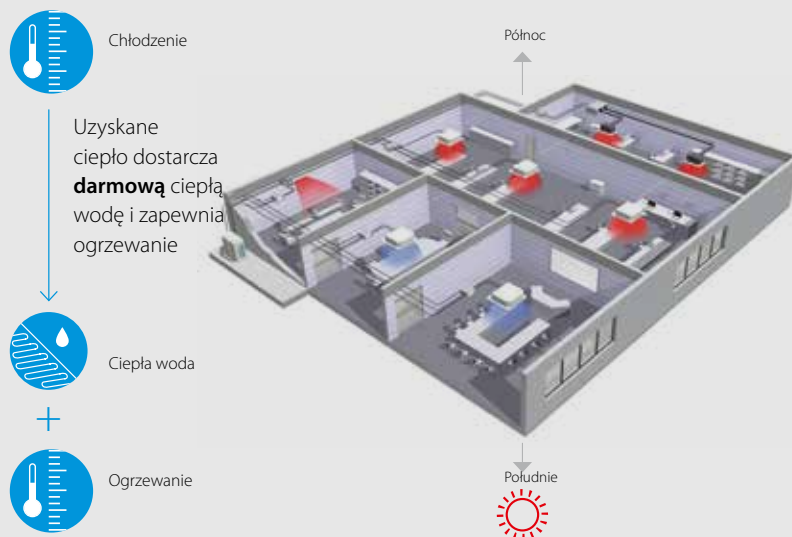 Chłodzenie
Północ
Uzyskane
ciepło dostarcza
darmową ciepłą
wodę i zapewnia
ogrzewanie
Ciepła woda
Ogrzewanie
Południe